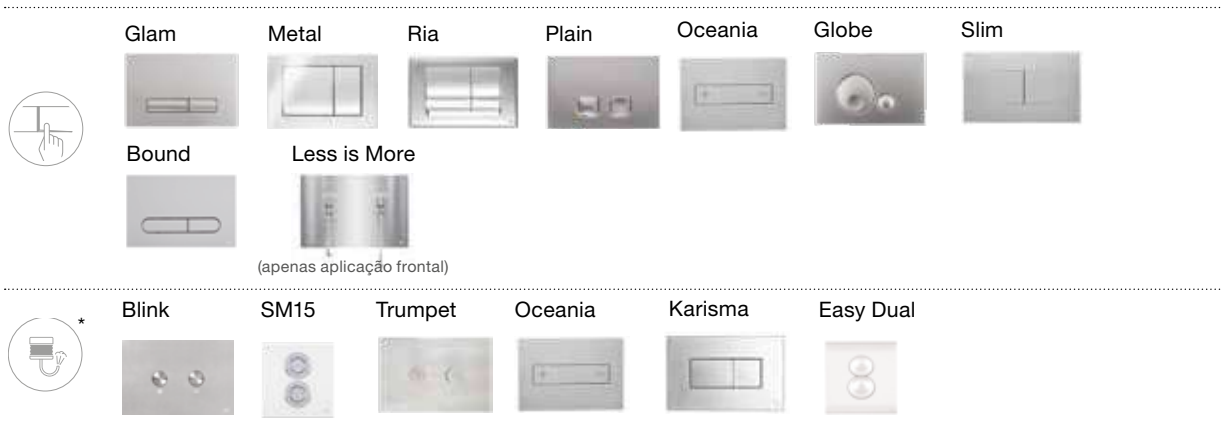 Glam Metal Ria Plain Oceania Globe Slim
Bound Less is More
(apenas aplicação frontal)
* Blink SM15 Trumpet Oceania Karisma Easy Dual